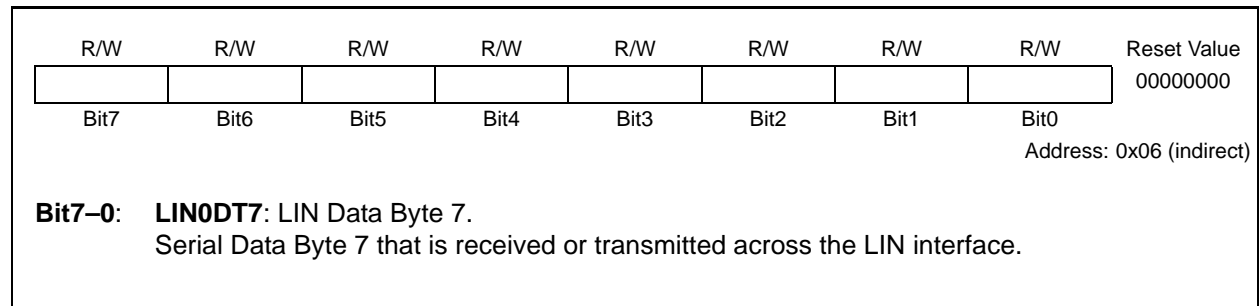 R/W R/W R/W R/W R/W R/W R/W R/W Reset Value
00000000
Bit7 Bit6 Bit5 Bit4 Bit3 Bit2 Bit1 Bit0
Address: 0x06 (indirect)
Bit7–0: LIN0DT7: LIN Data Byte 7.
Serial Data Byte 7 that is received or transmitted across the LIN interface.